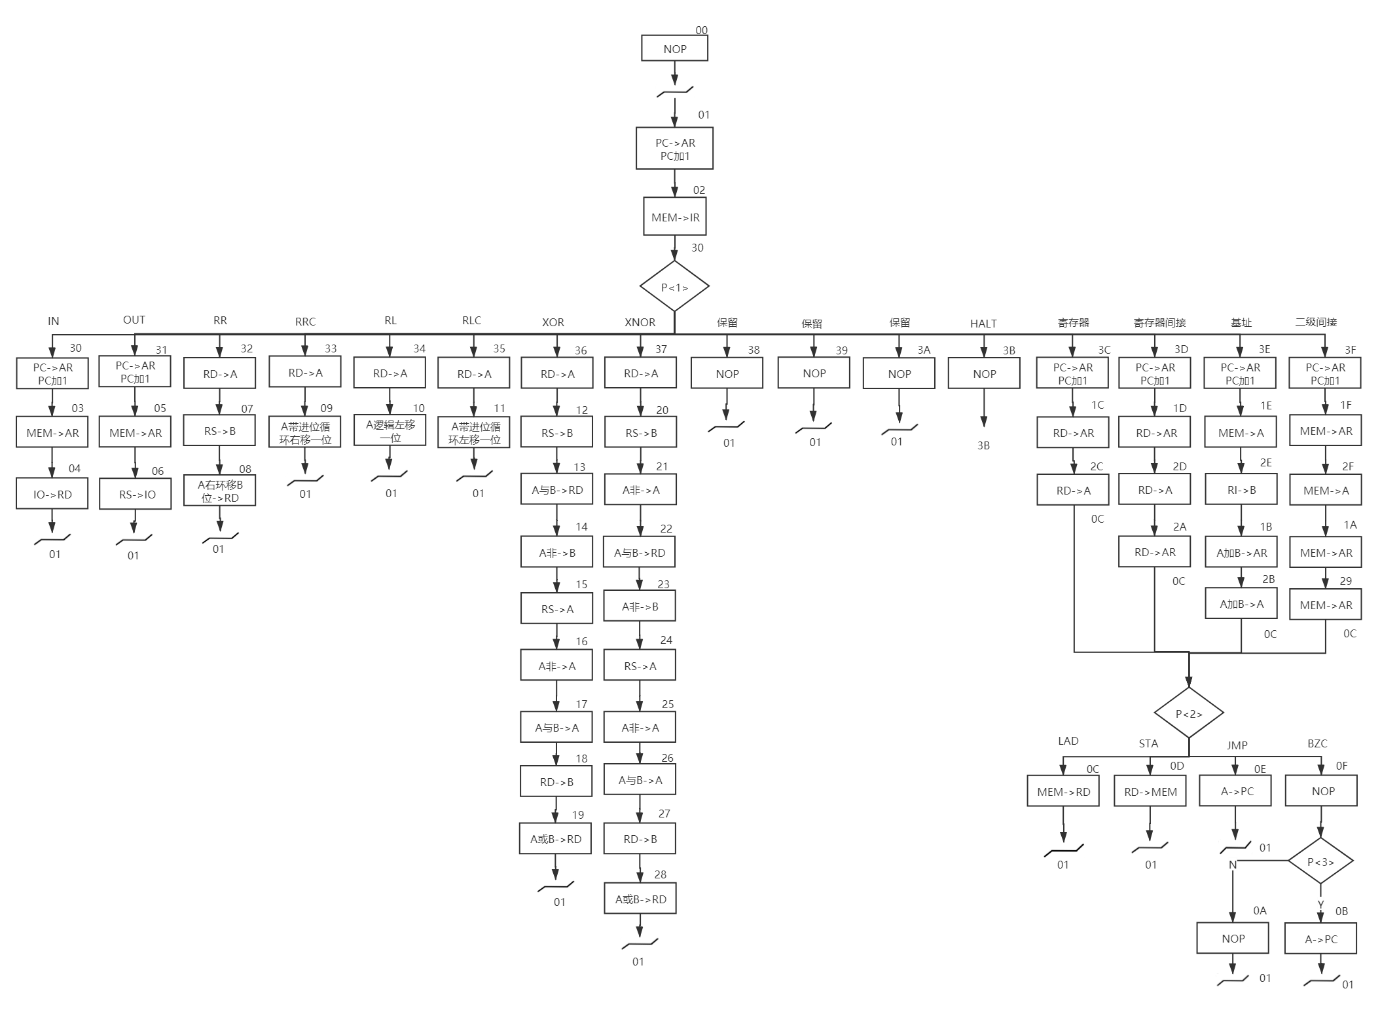 00
NOP
01
PC->AR
PC加1
02
MEM->IR
30
P<1>
IN
OUT
RR
RRC
RL
RLC
XOR
XNOR
保留
保留
保留
HALT
寄存器
寄存器间接
基址
二级间接
30
31
32
33
34
35
36
37
38
39
3A
3B
3C
3D
3E
3F
PC->AR
PC加1
PC->AR
PC加1
RD->A
RD->A
RD->A
RD->A
RD->A
RD->A
NOP
NOP
NOP
NOP
PC->AR
PC加1
PC->AR
PC加1
PC->AR
PC加1
PC->AR
PC加1
03
05
07
09
10
11
12
20
1C
1D
1E
1F
MEM->AR
MEM->AR
RS->B
A带进位循
环右移一位
A逻辑左移
一位
A带进位循
环左移一位
RS->B
RS->B
01
01
01
3B
RD->AR
RD->AR
MEM->A
MEM->AR
04
06
08
01
01
01
13
21
2C
2D
2E
2F
IO->RD
RS->IO
A右环移B
位->RD
A与B->RD
A非->A
RD->A
RD->A
RI->B
MEM->A
01
01
01
14
22
0C
2A
1B
1A
A非->B
A与B->RD
RD->AR
A加B->AR
MEM->AR
15
23
0C
2B
29
RS->A
A非->B
A加B->A
MEM->AR
16
24
0C
0C
A非->A
RS->A
17
25
P<2>
A与B->A
A非->A
LAD
STA
JMP
BZC
18
26
0C
0D
0E
0F
RD->B
A与B->A
MEM->RD
RD->MEM
A->PC
NOP
19
27
A或B->RD
RD->B
01
01
01
P<3>
N
28
Y
01
A或B->RD
0A
0B
NOP
A->PC
01
01
01